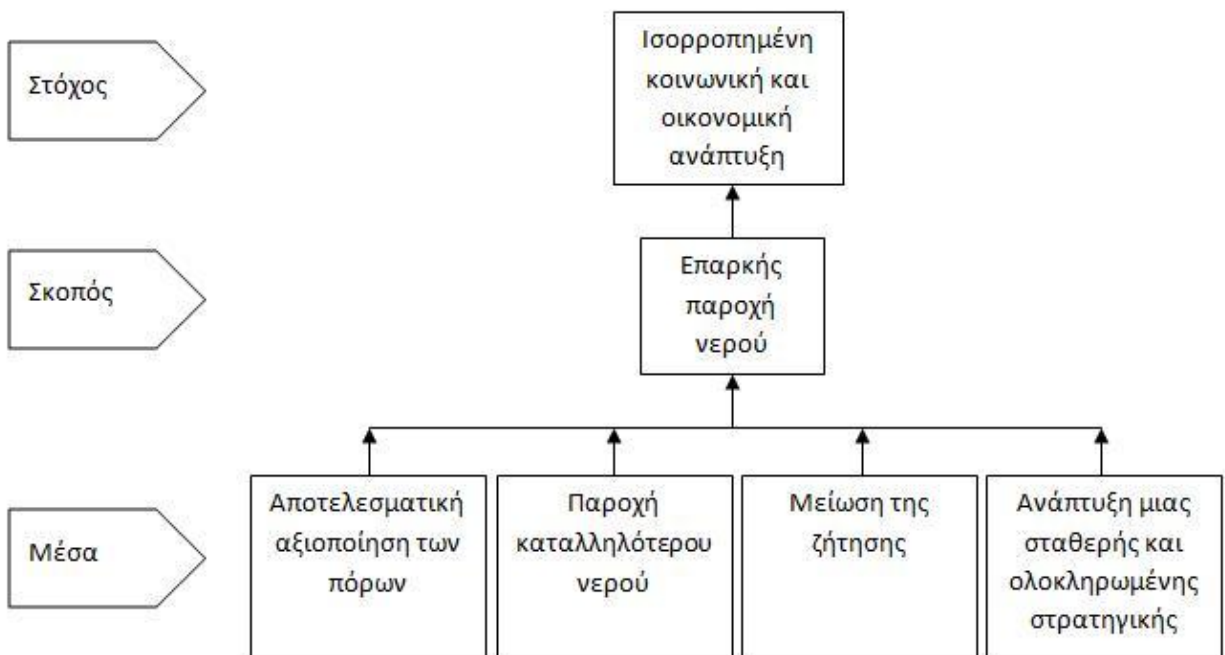 Στόχος
Ισορροπημένη
κοινωνική και
οικονομική
ανάπτυξη
Σκοπός
Επαρκής
παροχή
νερού
Μέσα
Αποτελεσματική
αξιοποίηση των
πόρων
Παροχή
καταλληλότερου
νερού
Μείωση της
ζήτησης
Ανάπτυξη μιας
σταθερής και
ολοκληρωμένης
στρατηγικής